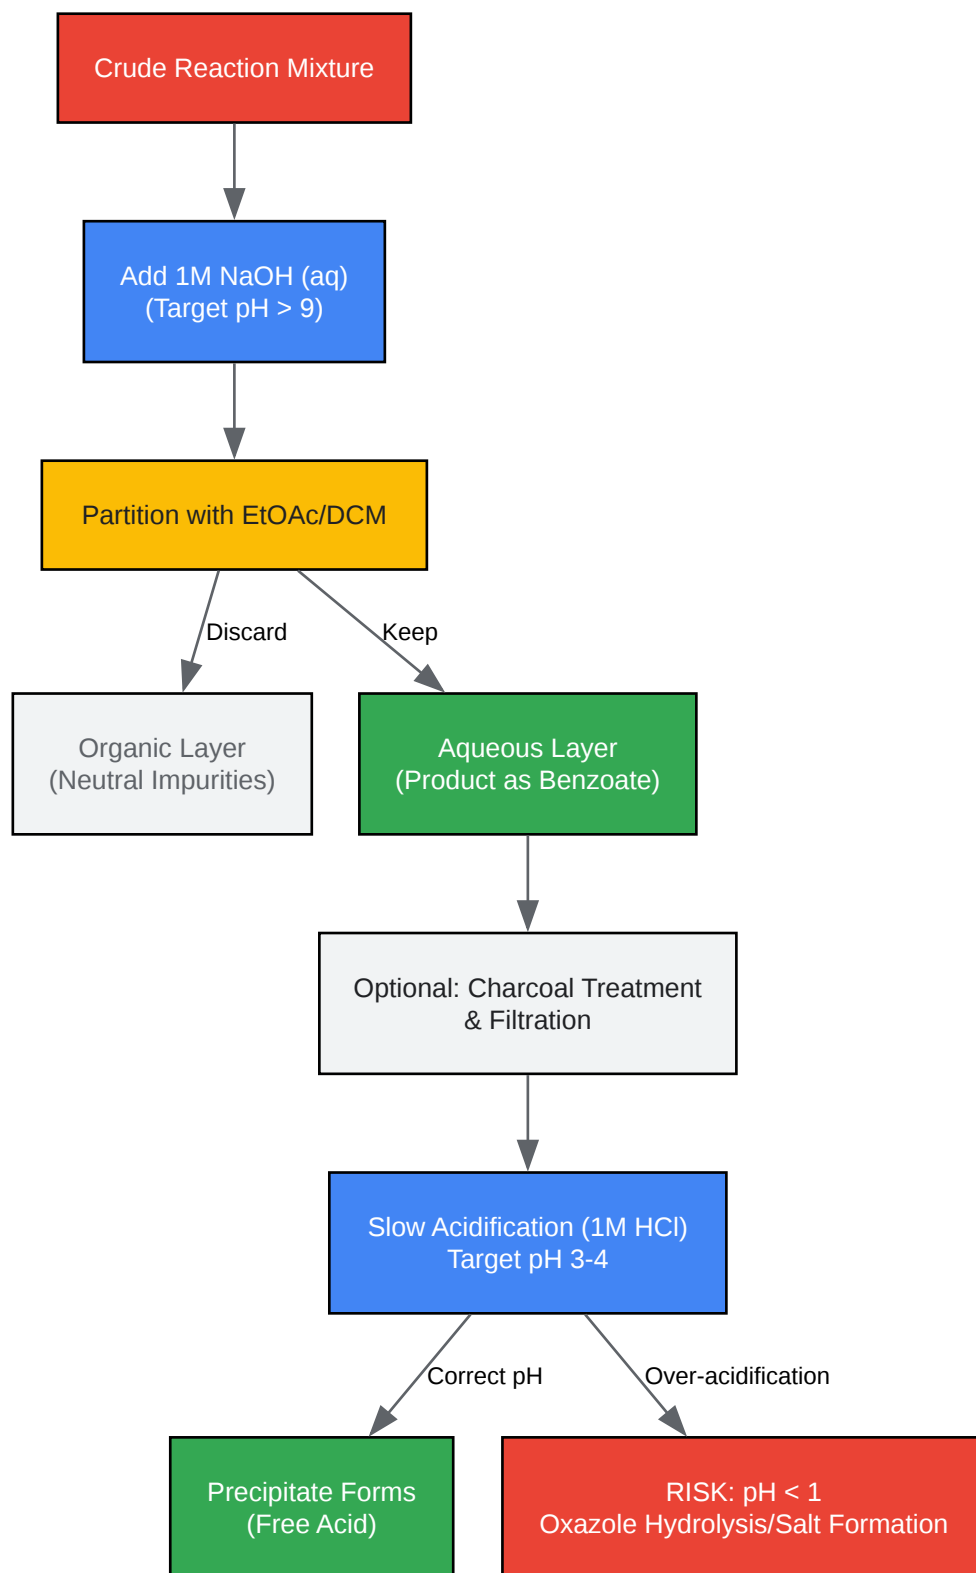 Crude Reaction Mixture
Add 1M NaOH (aq)
(Target pH > 9)
Partition with EtOAc/DCM
Discard
Keep
Organic Layer
(Neutral Impurities)
Aqueous Layer
(Product as Benzoate)
Optional: Charcoal Treatment
& Filtration
Slow Acidification (1M HCl)
Target pH 3-4
Correct pH
Over-acidification
Precipitate Forms
(Free Acid)
RISK: pH < 1
Oxazole Hydrolysis/Salt Formation